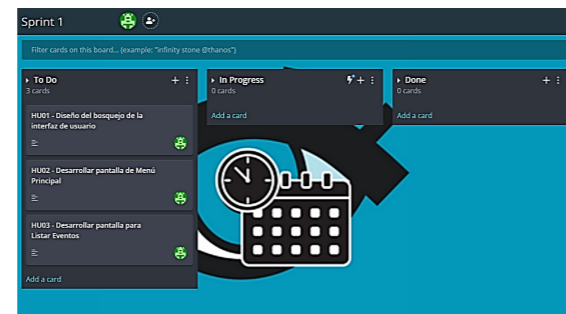 Sprint 1
Filter cards on this board... (example: "infinity stone @thanos")
To Do
3 cards
HU01 - Diseño del bosquejo de la
interfaz de usuario
HU02 - Desarrollar pantalla de Menú
Principal
HU03 - Desarrollar pantalla para
Listar Eventos
Add a card
In Progress
0 cards
Add a card
Done
0 cards
Add a card